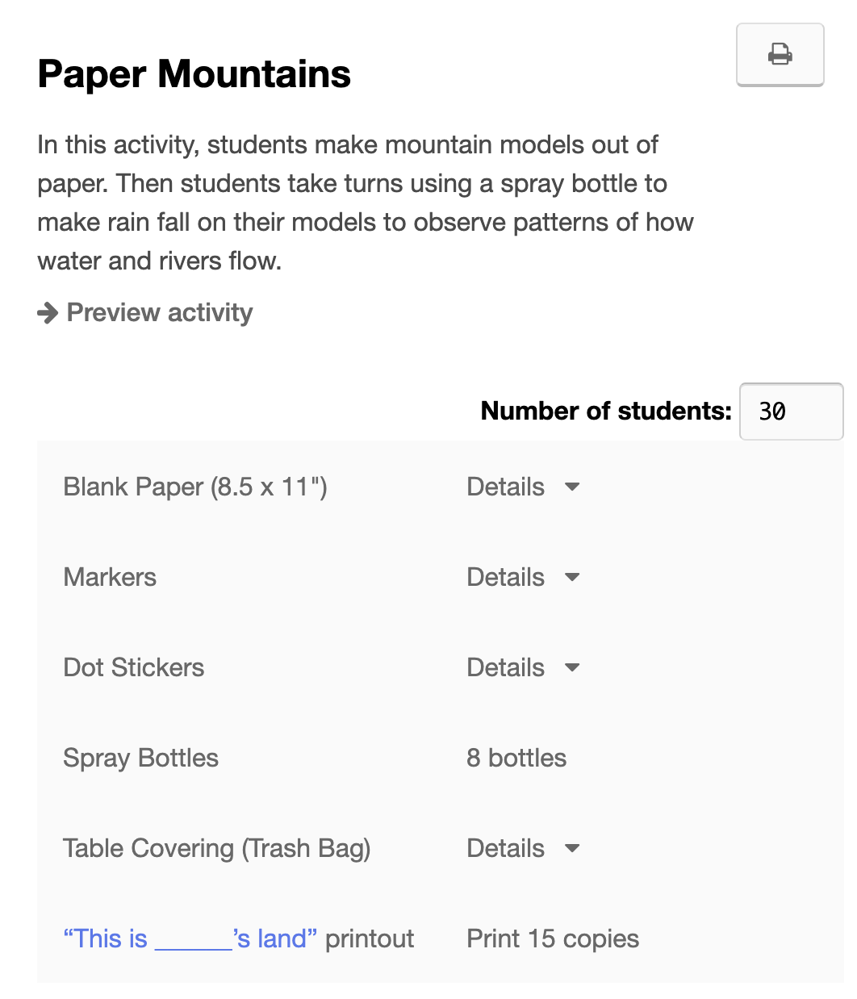 Paper Mountains
In this activity, students make mountain models out of
paper. Then students take turns using a spray bottle to
make rain fall on their models to observe patterns of how
water and rivers flow.
Preview activity
Number of students: 30
Blank Paper (8.5 x 11") Details
Markers Details
Dot Stickers Details
Spray Bottles 8 bottles
Table Covering (Trash Bag) Details
“This is ______’s land” printout Print 15 copies